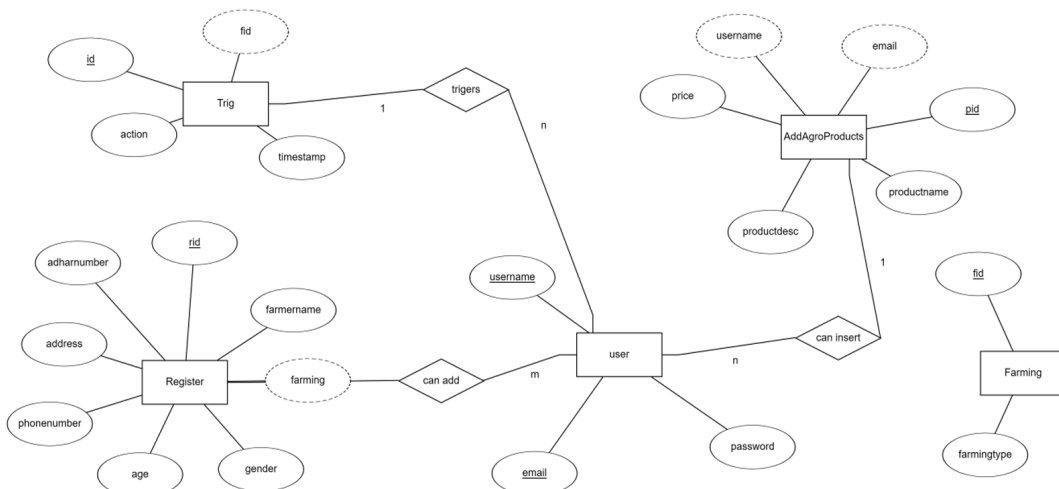 fid
id
Trig
action
timestamp
1
trigers
n
username
email
price
pid
AddAgroProducts
productname
productdesc
1
rid
adharnumber
farmername
address
Register
farming
phonenumber
age
gender
can add
m
username
user
email
password
n
can insert
fid
Farming
farmingtype